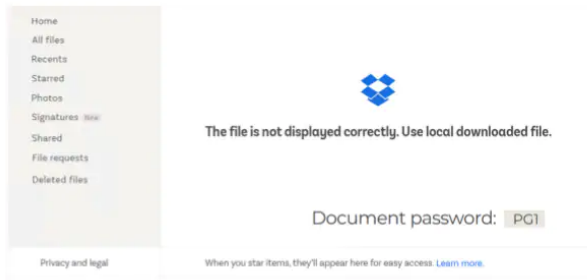 Home
All files
Recents
Starred
Photos
Signatures New
Shared
File requests
Deleted files
The file is not displayed correctly. Use local downloaded file.
Document password: PG1
Privacy and legal
When you star items, they'll appear here for easy access. Learn more.